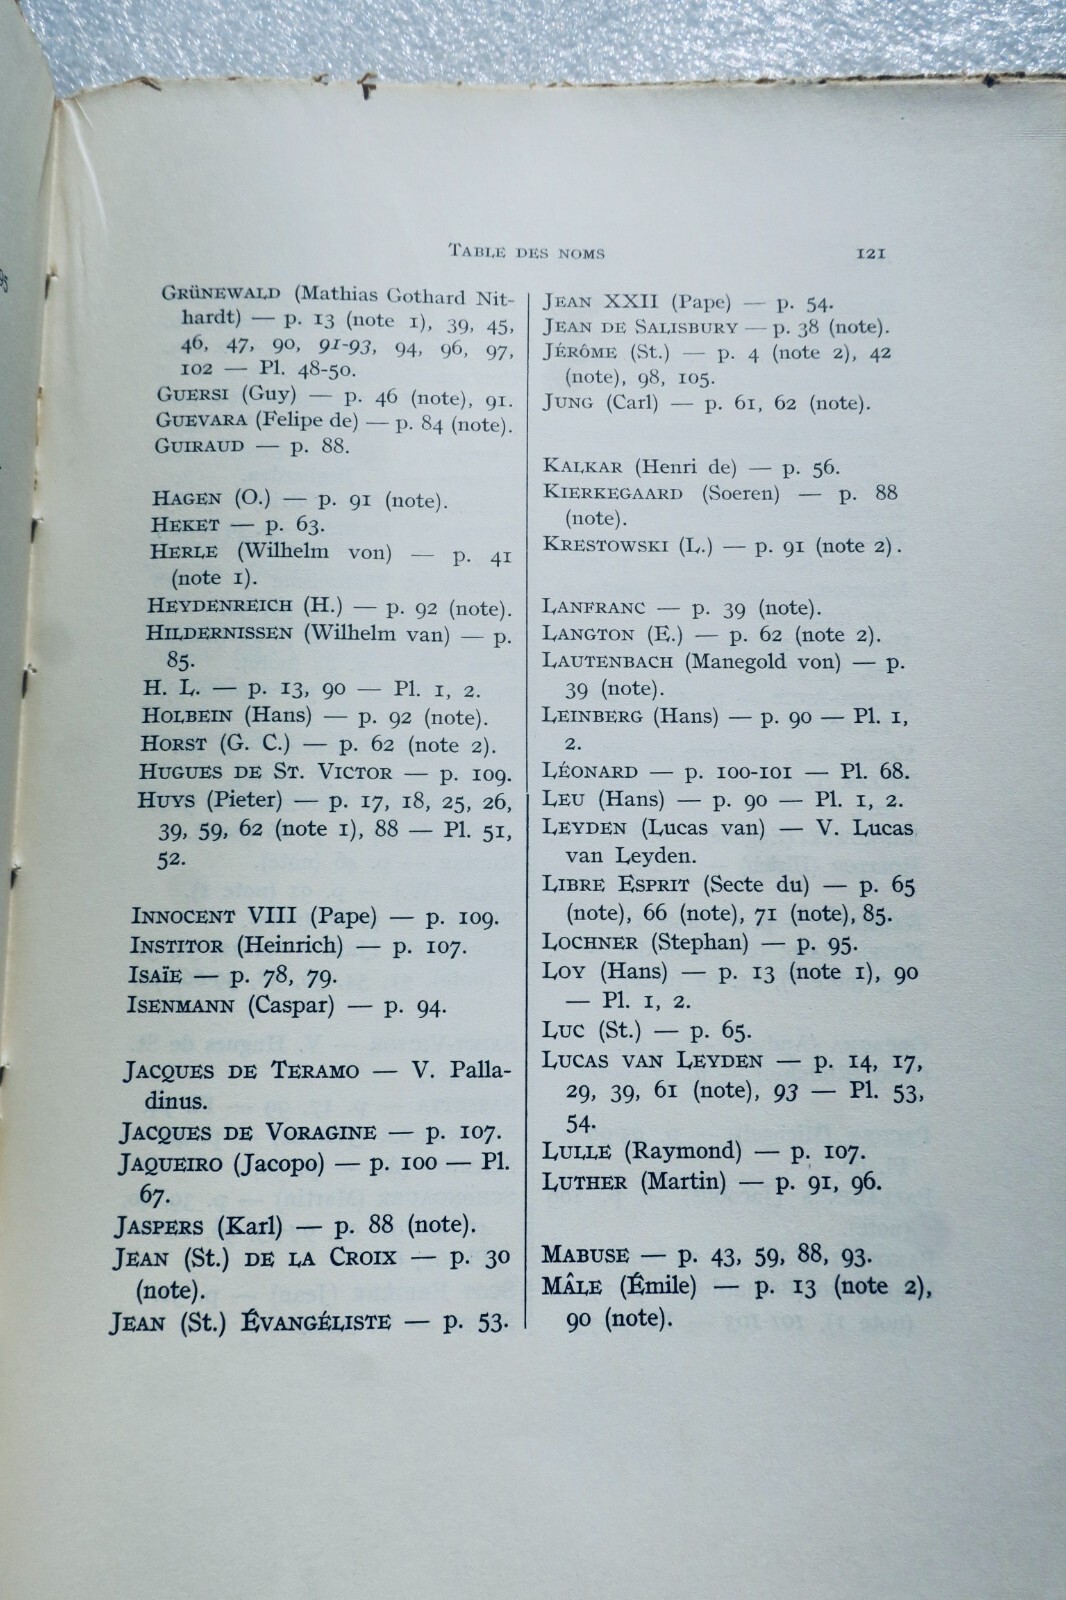 TABLE DES NOMS 121
GRÜNEWALD (Mathias Gothard Nit-
hardt) — p. 13 (note 1), 39, 45,
46, 47, 90, 91-93, 94, 96, 97,
102 — Pl. 48-50.
GUERSI (Guy) — p. 46 (note), 91.
GUEVARA (Felipe de) — p. 84 (note).
GUIRAUD — p. 88.
HAGEN (O.) — p. 91 (note).
HEKET — p. 63.
HERLE (Wilhelm von) — p. 41
(note 1).
HEYDENREICH (H.) — p. 92 (note).
HILDERNISSEN (Wilhelm van) — p.
85.
H. L. — p. 13, 90 — Pl. 1, 2.
HOLBEIN (Hans) — p. 92 (note).
HORST (G. C.) — p. 62 (note 2).
HUGUES DE ST. VICTOR — p. 109.
HUYS (Pieter) — p. 17, 18, 25, 26,
39, 59, 62 (note 1), 88 — Pl. 51,
52.
INNOCENT VIII (Pape) — p. 109.
INSTITOR (Heinrich) — p. 107.
ISAÏE — p. 78, 79.
ISENMANN (Caspar) — p. 94.
JACQUES DE TERAMO — V. Palla-
dinus.
JACQUES DE VORAGINE — p. 107.
JAQUEIRO (Jacopo) — p. 100 — Pl.
67.
JASPERS (Karl) — p. 88 (note).
JEAN (St.) DE LA CROIX — p. 30
(note).
JEAN (St.) ÉVANGÉLISTE — p. 53.
JEAN XXII (Pape) — p. 54.
JEAN DE SALISBURY — p. 38 (note).
JÉRÔME (St.) — p. 4 (note 2), 42
(note), 98, 105.
JUNG (Carl) — p. 61, 62 (note).
KALKAR (Henri de) — p. 56.
KIERKEGAARD (Soeren) — p. 88
(note).
KRESTOWSKI (L.) — p. 91 (note 2).
LANFRANC — p. 39 (note).
LANGTON (E.) — p. 62 (note 2).
LAUTENBACH (Manegold von) — p.
39 (note).
LEINBERG (Hans) — p. 90 — Pl. 1,
2.
LÉONARD — p. 100-101 — Pl. 68.
LEU (Hans) — p. 90 — Pl. 1, 2.
LEYDEN (Lucas van) — V. Lucas
van Leyden.
LIBRE ESPRIT (Secte du) — p. 65
(note), 66 (note), 71 (note), 85.
LOCHNER (Stephan) — p. 95.
LOY (Hans) — p. 13 (note 1), 90
— Pl. 1, 2.
LUC (St.) — p. 65.
LUCAS VAN LEYDEN — p. 14, 17,
29, 39, 61 (note), 93 — Pl. 53,
54.
LULLE (Raymond) — p. 107.
LUTHER (Martin) — p. 91, 96.
MABUSE — p. 43, 59, 88, 93.
MÂLE (Émile) — p. 13 (note 2),
90 (note).